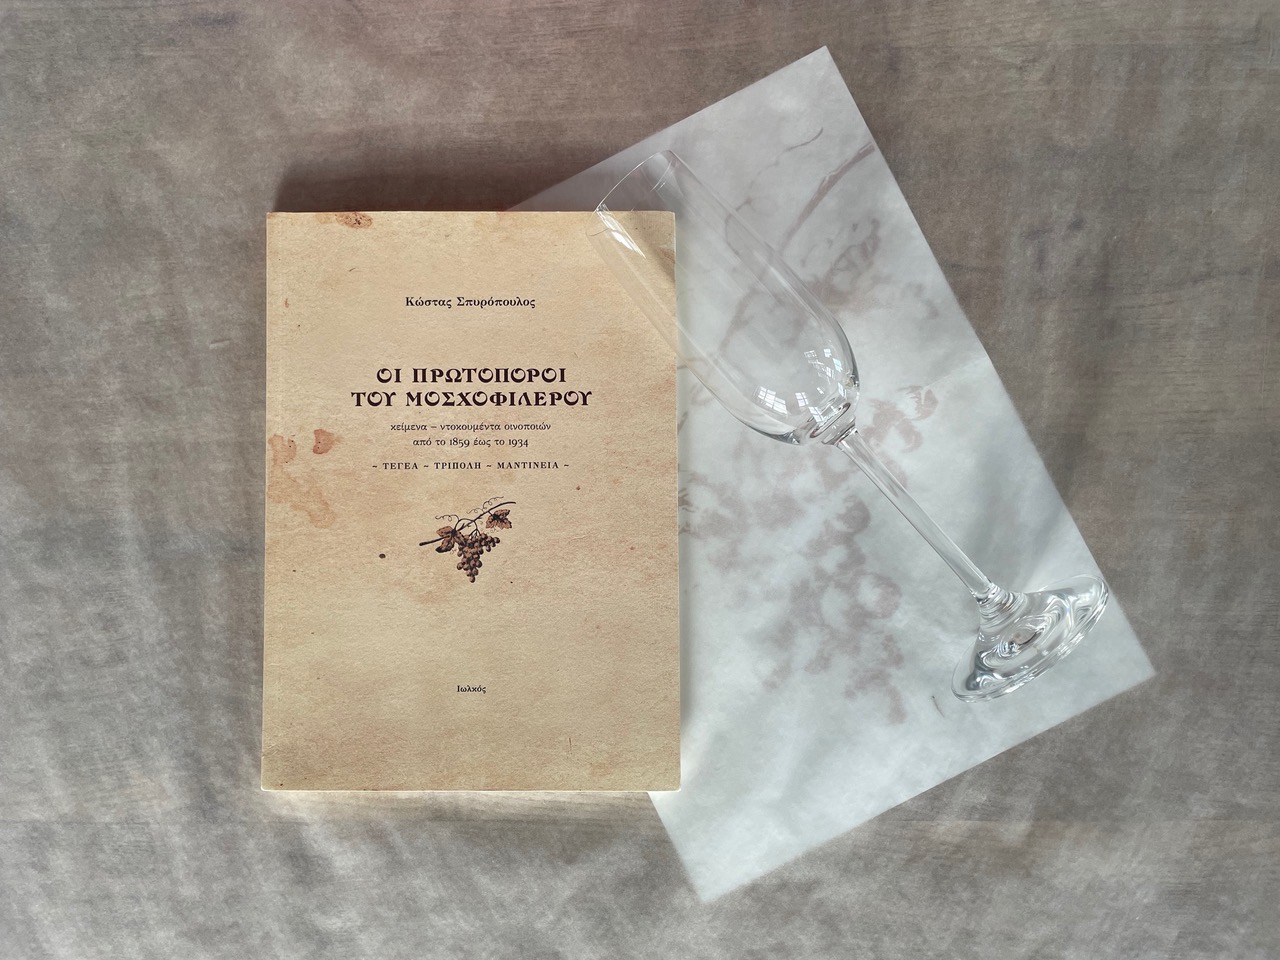 Κώστας Σπυρόπουλος
ΟΙ ΠΡΩΤΟΠΟΡΟΙ
ΤΟΥ ΜΟΣΧΟΦΙΛΕΡΟΥ
κείμενα – ντοκουμέντα οινοποιών
από το 1859 έως το 1934
~ ΤΕΓΕΑ ~ ΤΡΙΠΟΛΗ ~ ΜΑΝΤΙΝΕΙΑ ~
Ιωλκός